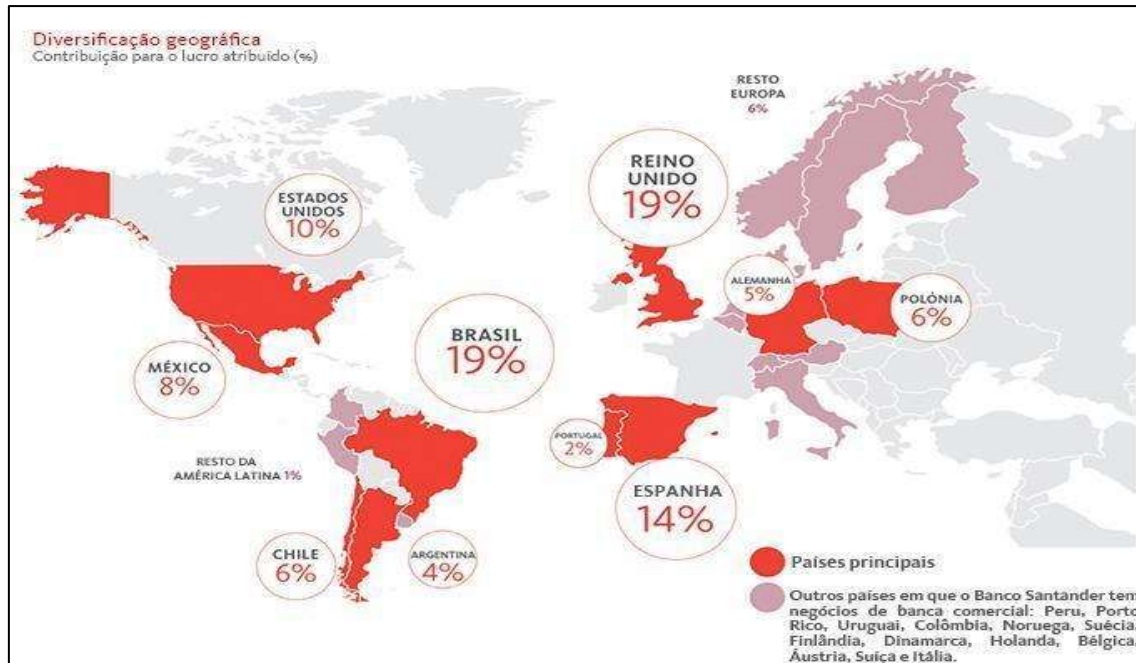 Diversificação geográfica
Contribuição para o lucro atribuído (%)
RESTO
EUROPA
6%
REINO
UNIDO
19%
ESTADOS
UNIDOS
10%
ALEMANHA
5%
POLÓNIA
6%
BRASIL
19%
MÉXICO
8%
PORTUGAL
2%
RESTO DA
AMÉRICA LATINA 1%
ESPANHA
14%
CHILE
6%
ARGENTINA
4%
Países principais
Outros países em que o Banco Santander tem
negócios de banca comercial: Peru, Porto
Rico, Uruguai, Colômbia, Noruega, Suécia,
Finlândia, Dinamarca, Holanda, Bélgica,
Áustria, Suiça e Itália.